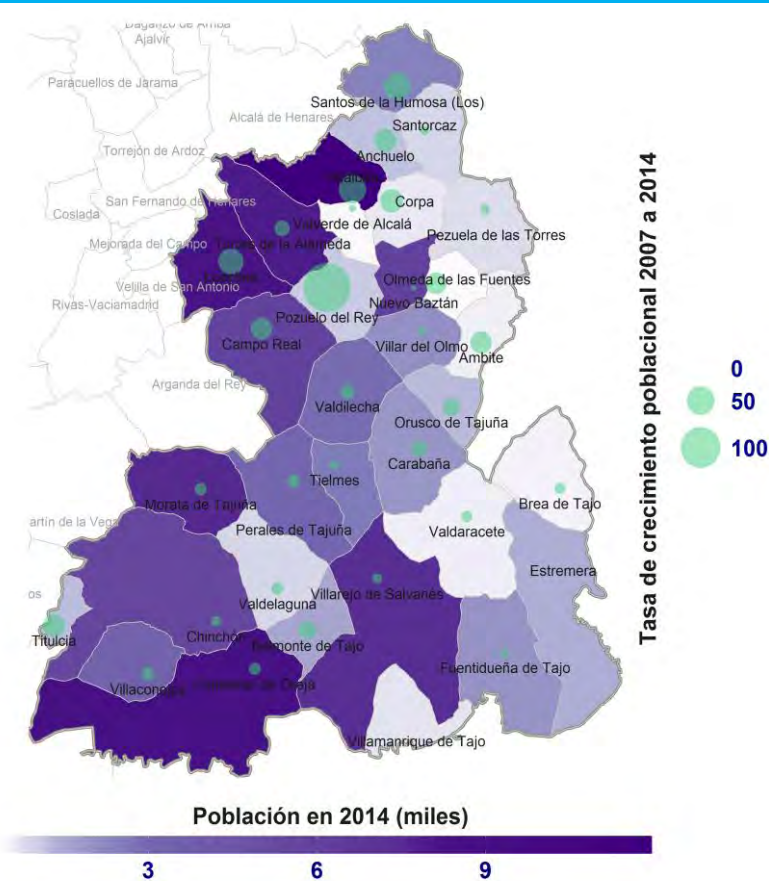 Ajalvir
Paracuellos de Jarama
Santos de la Humosa (Los)
Alcalá de Henares
Santorcaz
Torrejón de Ardoz
Anchuelo
San Fernando de Henares
Corpa
Coslada
Valverde de Alcalá
Pezuela de las Torres
Mejorada del Campo
Torres de la Alameda
Velilla de San Antonio
Olmeda de las Fuentes
Rivas-Vaciamadrid
Nuevo Baztán
Pozuelo del Rey
Campo Real
Villar del Olmo
Ambite
Arganda del Rey
Valdilecha
Orusco de Tajuña
Carabaña
Tielmes
Morata de Tajuña
Brea de Tajo
Perales de Tajuña
Valdaracete
Estremera
Valdelaguna
Villarejo de Salvanés
Titulcia
Chinchón
Belmonte de Tajo
Fuentidueña de Tajo
Villaconejos
Villamanrique de Tajo
Tasa de crecimiento poblacional 2007 a 2014
0
50
100
Población en 2014 (miles)
3 6 9